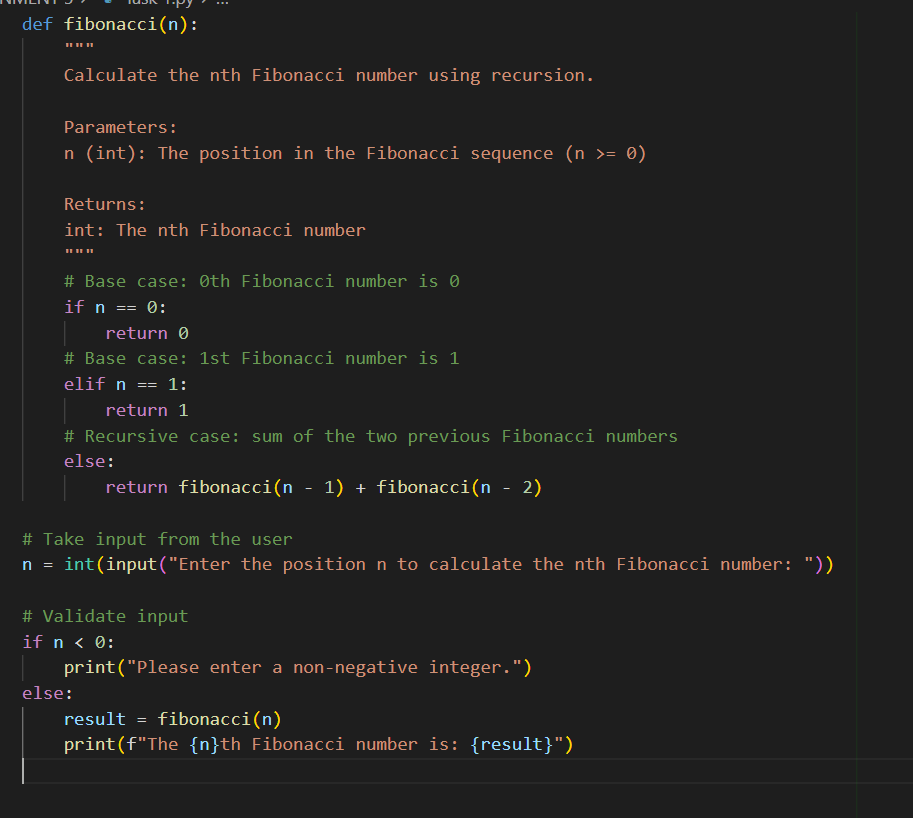 Task 1.py > ...
def fibonacci(n):
    """
    Calculate the nth Fibonacci number using recursion.

    Parameters:
    n (int): The position in the Fibonacci sequence (n >= 0)

    Returns:
    int: The nth Fibonacci number
    """
    # Base case: 0th Fibonacci number is 0
    if n == 0:
        return 0
    # Base case: 1st Fibonacci number is 1
    elif n == 1:
        return 1
    # Recursive case: sum of the two previous Fibonacci numbers
    else:
        return fibonacci(n - 1) + fibonacci(n - 2)

# Take input from the user
n = int(input("Enter the position n to calculate the nth Fibonacci number: "))

# Validate input
if n < 0:
    print("Please enter a non-negative integer.")
else:
    result = fibonacci(n)
    print(f"The {n}th Fibonacci number is: {result}")